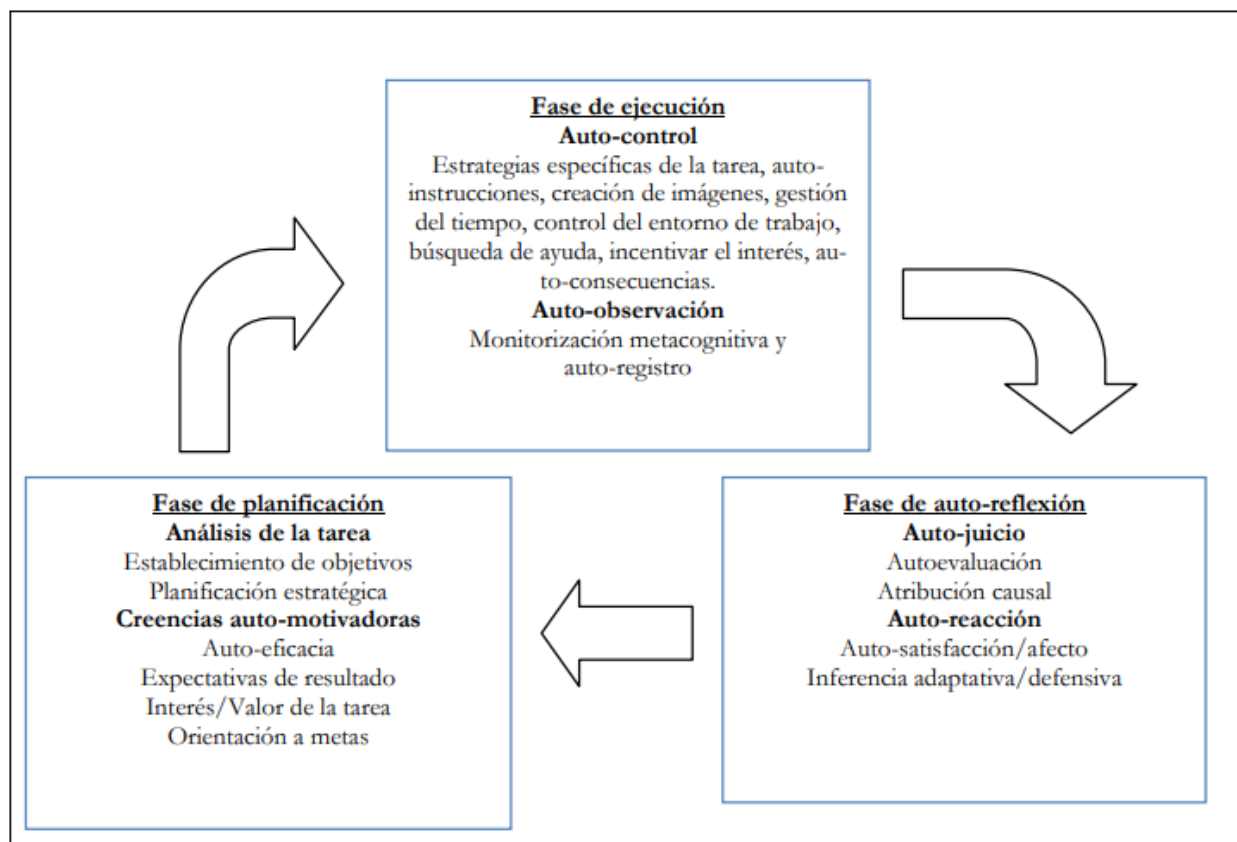 Fase de ejecución
Auto-control
Estrategias específicas de la tarea, auto-
instrucciones, creación de imágenes, gestión
del tiempo, control del entorno de trabajo,
búsqueda de ayuda, incentivar el interés, au-
to-consecuencias.
Auto-observación
Monitorización metacognitiva y
auto-registro
Fase de planificación
Análisis de la tarea
Establecimiento de objetivos
Planificación estratégica
Creencias auto-motivadoras
Auto-eficacia
Expectativas de resultado
Interés/Valor de la tarea
Orientación a metas
Fase de auto-reflexión
Auto-juicio
Autoevaluación
Atribución causal
Auto-reacción
Auto-satisfacción/afecto
Inferencia adaptativa/defensiva